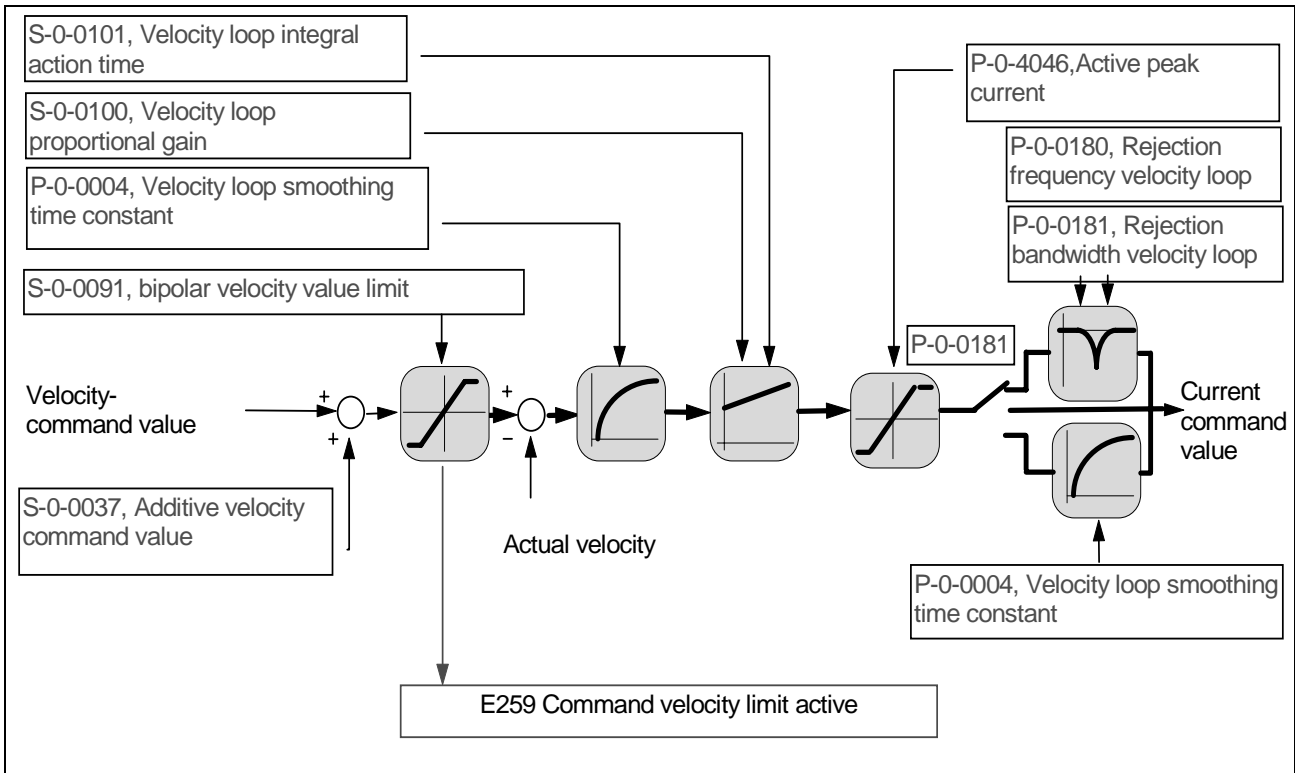 S-0-0101, Velocity loop integral
action time
S-0-0100, Velocity loop
proportional gain
P-0-0004, Velocity loop smoothing
time constant
S-0-0091, bipolar velocity value limit
P-0-4046,Active peak
current
P-0-0180, Rejection
frequency velocity loop
P-0-0181, Rejection
bandwidth velocity loop
P-0-0181
Velocity-
command value
+
+
+
−
Current
command
value
S-0-0037, Additive velocity
command value
Actual velocity
P-0-0004, Velocity loop smoothing
time constant
E259 Command velocity limit active